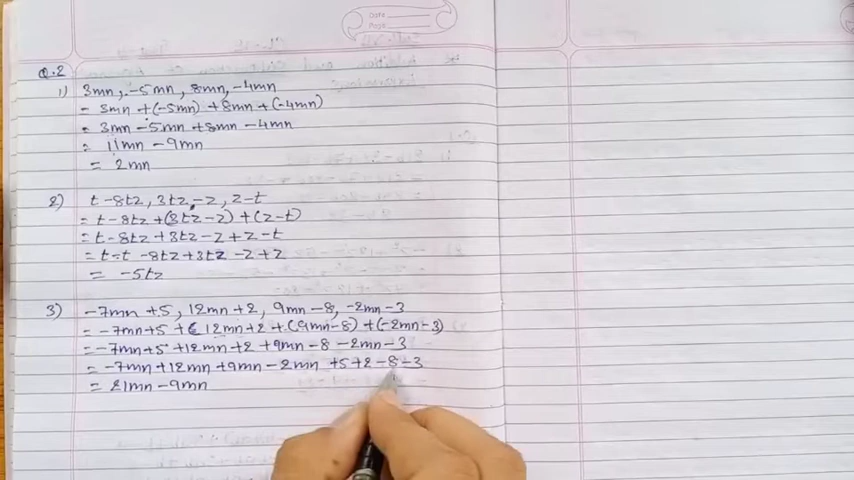 Date
Page
Q.2
1) 3mn, -5mn, 8mn, -4mn
= 3mn + (-5mn) + 8mn + (-4mn)
= 3mn - 5mn + 8mn - 4mn
= 11mn - 9mn
= 2mn
2) t-8tz, 3tz-z, z-t
= t-8tz + (3tz-z) + (z-t)
= t-8tz + 3tz - z + z - t
= t-t -8tz + 3tz - z + z
= -5tz
3) -7mn + 5, 12mn + 2, 9mn - 8, -2mn - 3
= -7mn + 5 + 12mn + 2 + (9mn - 8) + (-2mn - 3)
= -7mn + 5 + 12mn + 2 + 9mn - 8 - 2mn - 3
= -7mn + 12mn + 9mn - 2mn + 5 + 2 - 8 - 3
= 21mn - 9mn